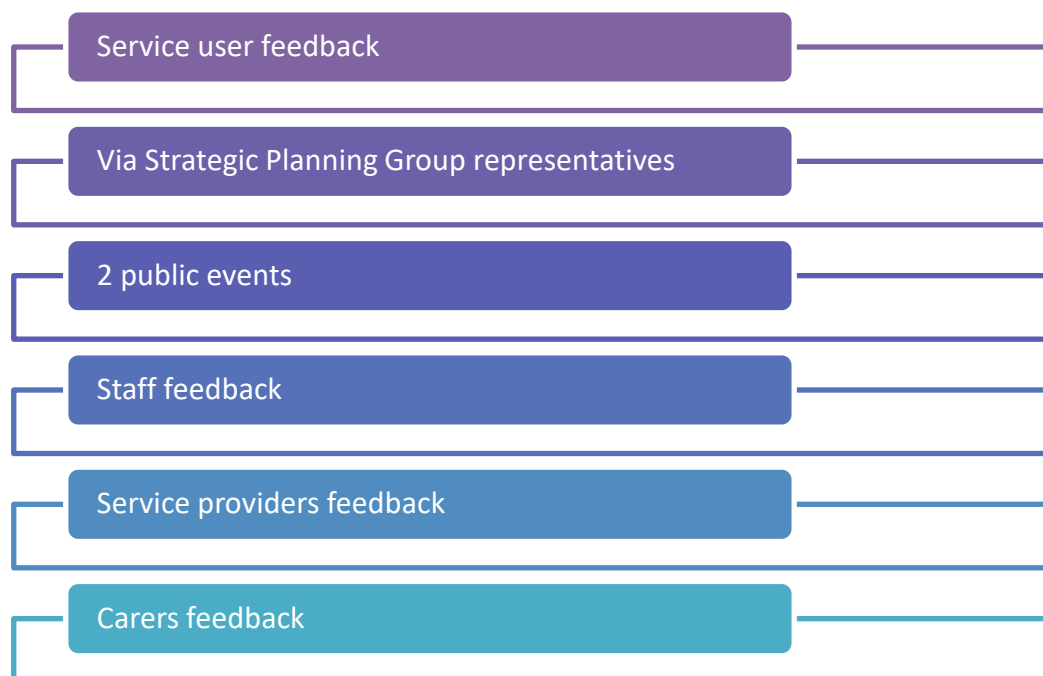 Service user feedback
Via Strategic Planning Group representatives
2 public events
Staff feedback
Service providers feedback
Carers feedback